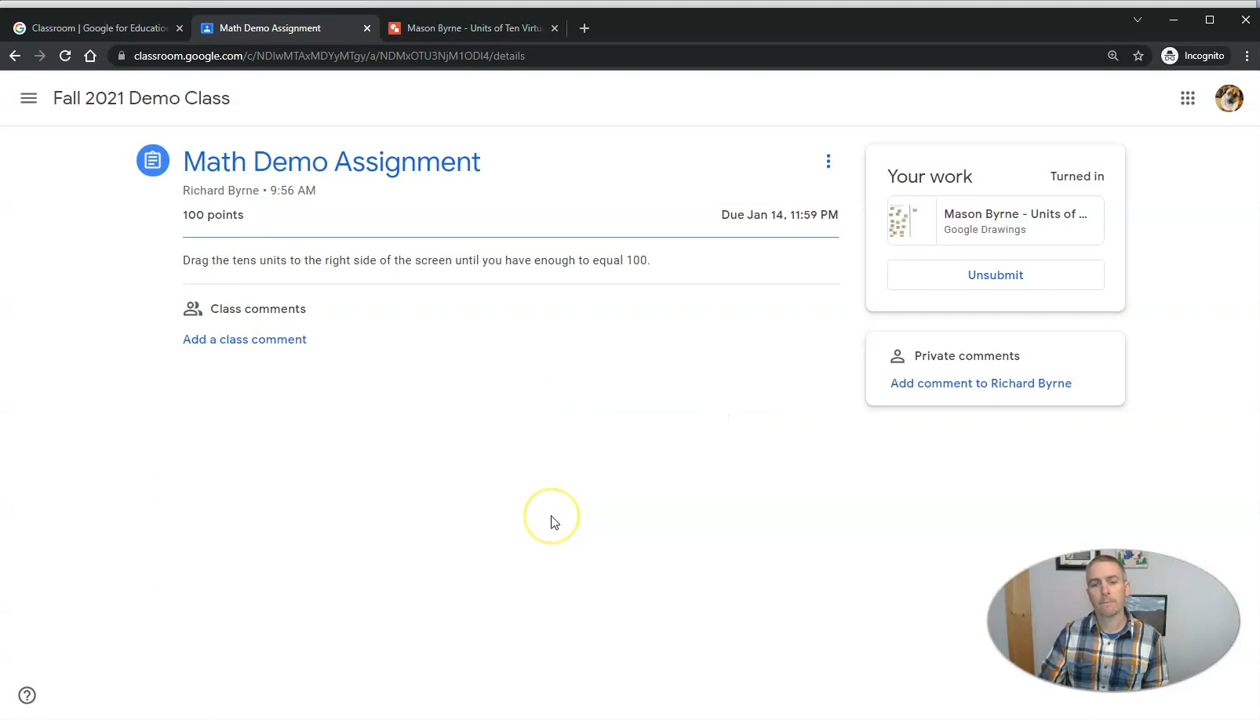 Classroom | Google for Educatio
Math Demo Assignment
Mason Byrne - Units of Ten Virtu
classroom.google.com/c/NDIwMTAxMDYyMTgy/a/NDMxOTU3NjM1ODI4/details
Incognito
Fall 2021 Demo Class
Math Demo Assignment
Richard Byrne • 9:56 AM
100 points
Due Jan 14, 11:59 PM
Drag the tens units to the right side of the screen until you have enough to equal 100.
Class comments
Add a class comment
Your work
Turned in
Mason Byrne - Units of ...
Google Drawings
Unsubmit
Private comments
Add comment to Richard Byrne